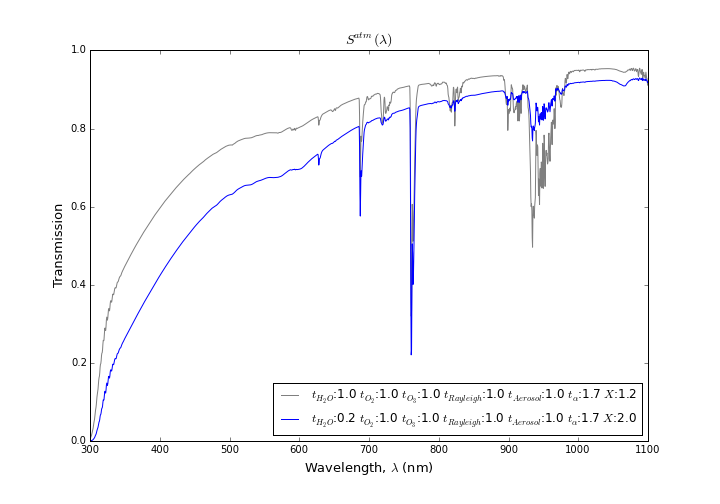 S^{atm}(λ)
1.0
0.8
0.6
0.4
0.2
0.0
Transmission
t_{H_2O}:1.0 t_{O_2}:1.0 t_{O_3}:1.0 t_{Rayleigh}:1.0 t_{Aerosol}:1.0 t_α:1.7 X:1.2
t_{H_2O}:0.2 t_{O_2}:1.0 t_{O_3}:1.0 t_{Rayleigh}:1.0 t_{Aerosol}:1.0 t_α:1.7 X:2.0
300 400 500 600 700 800 900 1000 1100
Wavelength, λ (nm)